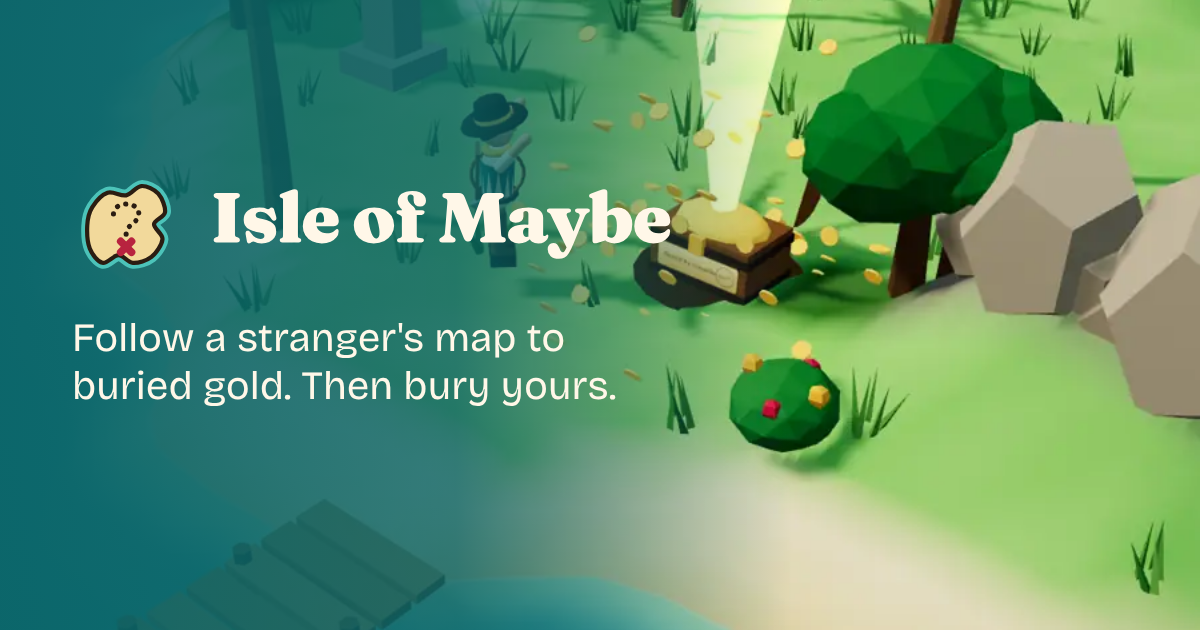 Isle of Maybe
Follow a stranger's map to
buried gold. Then bury yours.